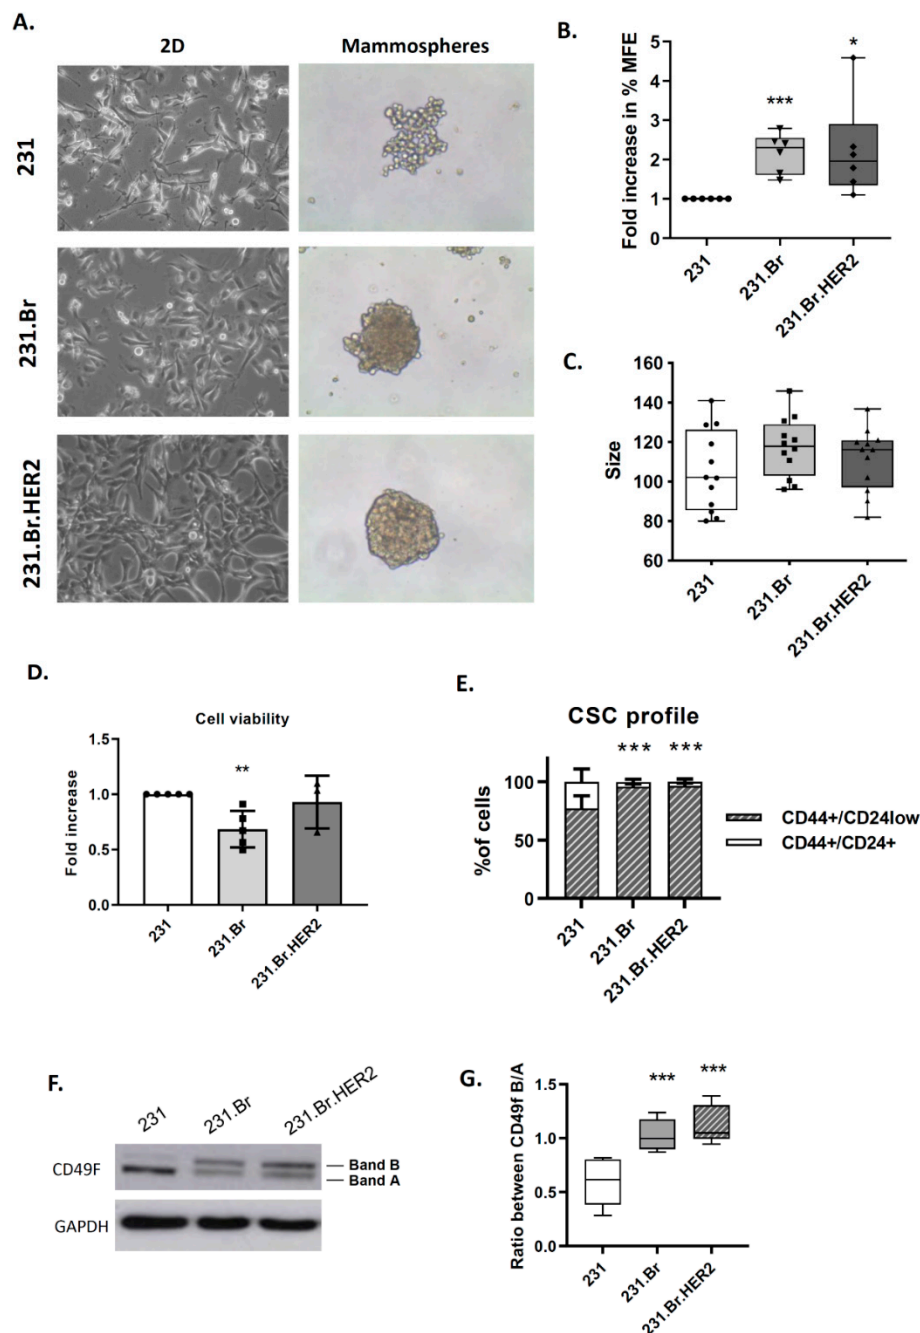 A.
2D
Mammospheres
231
231.Br
231.Br.HER2
B.
Fold increase in % MFE
5
4
3
2
1
0
***
*
231
231.Br
231.Br.HER2
C.
Size
160
140
120
100
80
60
231
231.Br
231.Br.HER2
D.
Cell viability
Fold increase
1.5
1.0
0.5
0.0
**
231
231.Br
231.Br.HER2
E.
CSC profile
%of cells
100
50
0
***
***
CD44+/CD24low
CD44+/CD24+
231
231.Br
231.Br.HER2
F.
231
231.Br
231.Br.HER2
CD49F
Band B
Band A
GAPDH
G.
Ratio between CD49f B/A
1.5
1.0
0.5
0.0
***
***
231
231.Br
231.Br.HER2